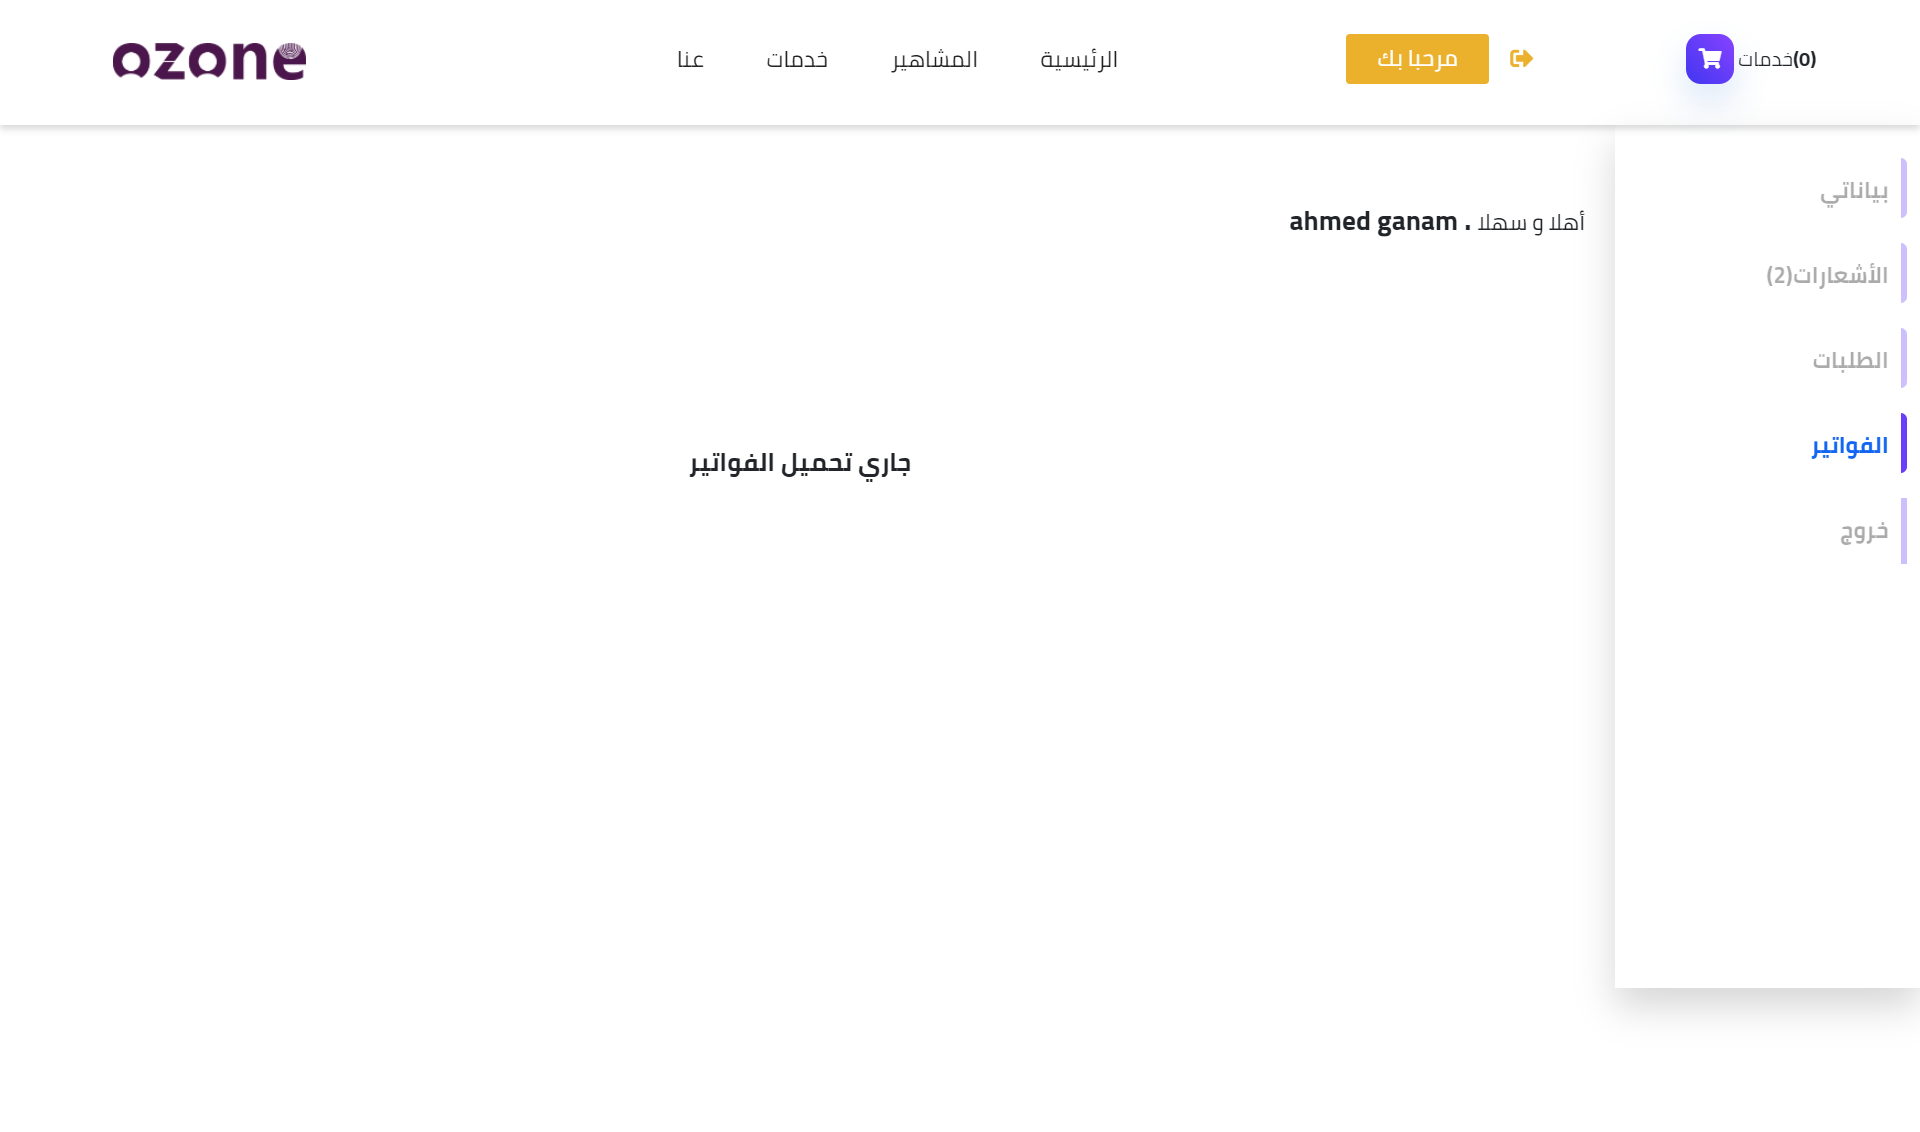 (0)خدمات
مرحبا بك
الرئيسية
المشاهير
خدمات
عنا
ozone
بياناتي
الأشعارات(2)
الطلبات
الفواتير
خروج
أهلا و سهلا . ahmed ganam
جاري تحميل الفواتير